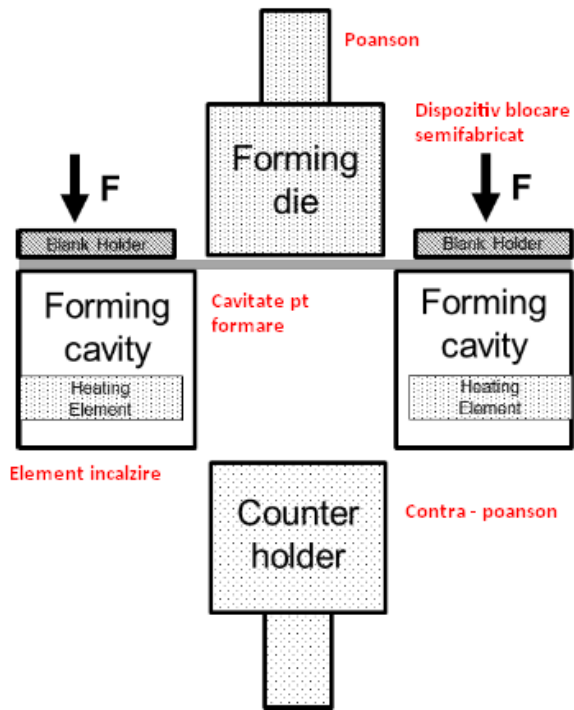 Poanson
Dispozitiv blocare
semifabricat
Forming
die
F
F
Blank Holder
Blank Holder
Forming
cavity
Cavitate pt
formare
Forming
cavity
Heating
Element
Heating
Element
Element incalzire
Counter
holder
Contra - poanson